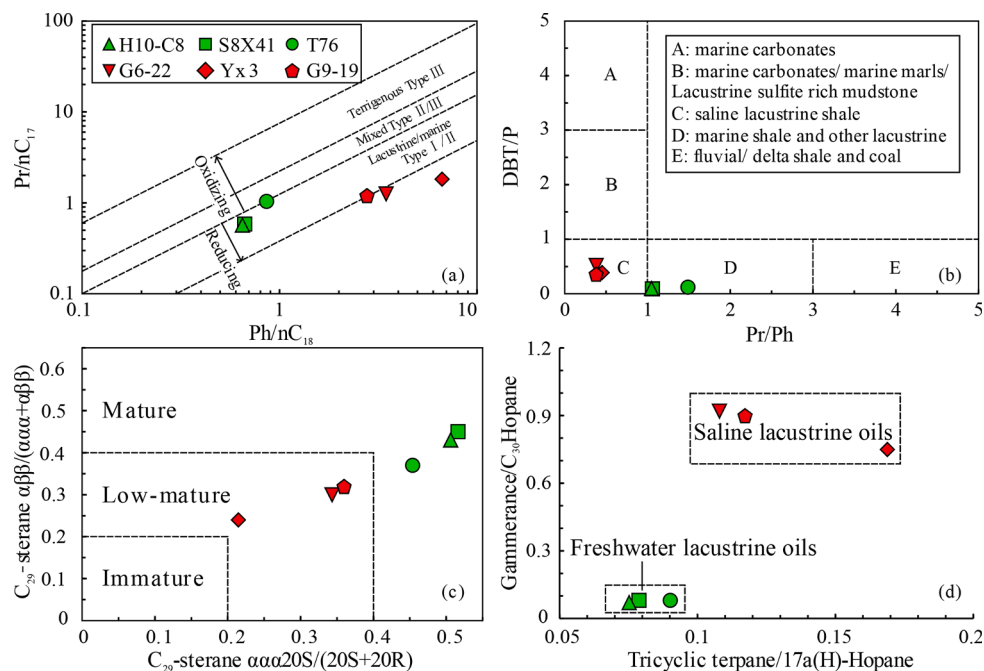 100
10
1
0.1
Pr/nC17
H10-C8
S8X41
T76
G6-22
Yx 3
G9-19
Terrigenous Type III
Mixed Type II/III
Lacustrine/marine
Type I /II
Oxidizing
Reducing
(a)
0.1
1
10
Ph/nC18
5
4
3
2
1
0
DBT/P
A: marine carbonates
B: marine carbonates/ marine marls/
Lacustrine sulfite rich mudstone
C: saline lacustrine shale
D: marine shale and other lacustrine
E: fluvial/ delta shale and coal
A
B
C
D
E
(b)
0
1
2
3
4
5
Pr/Ph
0.6
0.4
0.2
0
C29-sterane αββ/(ααα+αββ)
Mature
Low-mature
Immature
(c)
0
0.1
0.2
0.3
0.4
0.5
C29-sterane ααα20S/(20S+20R)
1.2
0.9
0.6
0.3
0
Gammerance/C30Hopane
Saline lacustrine oils
Freshwater lacustrine oils
(d)
0.05
0.1
0.15
0.2
Tricyclic terpane/17a(H)-Hopane